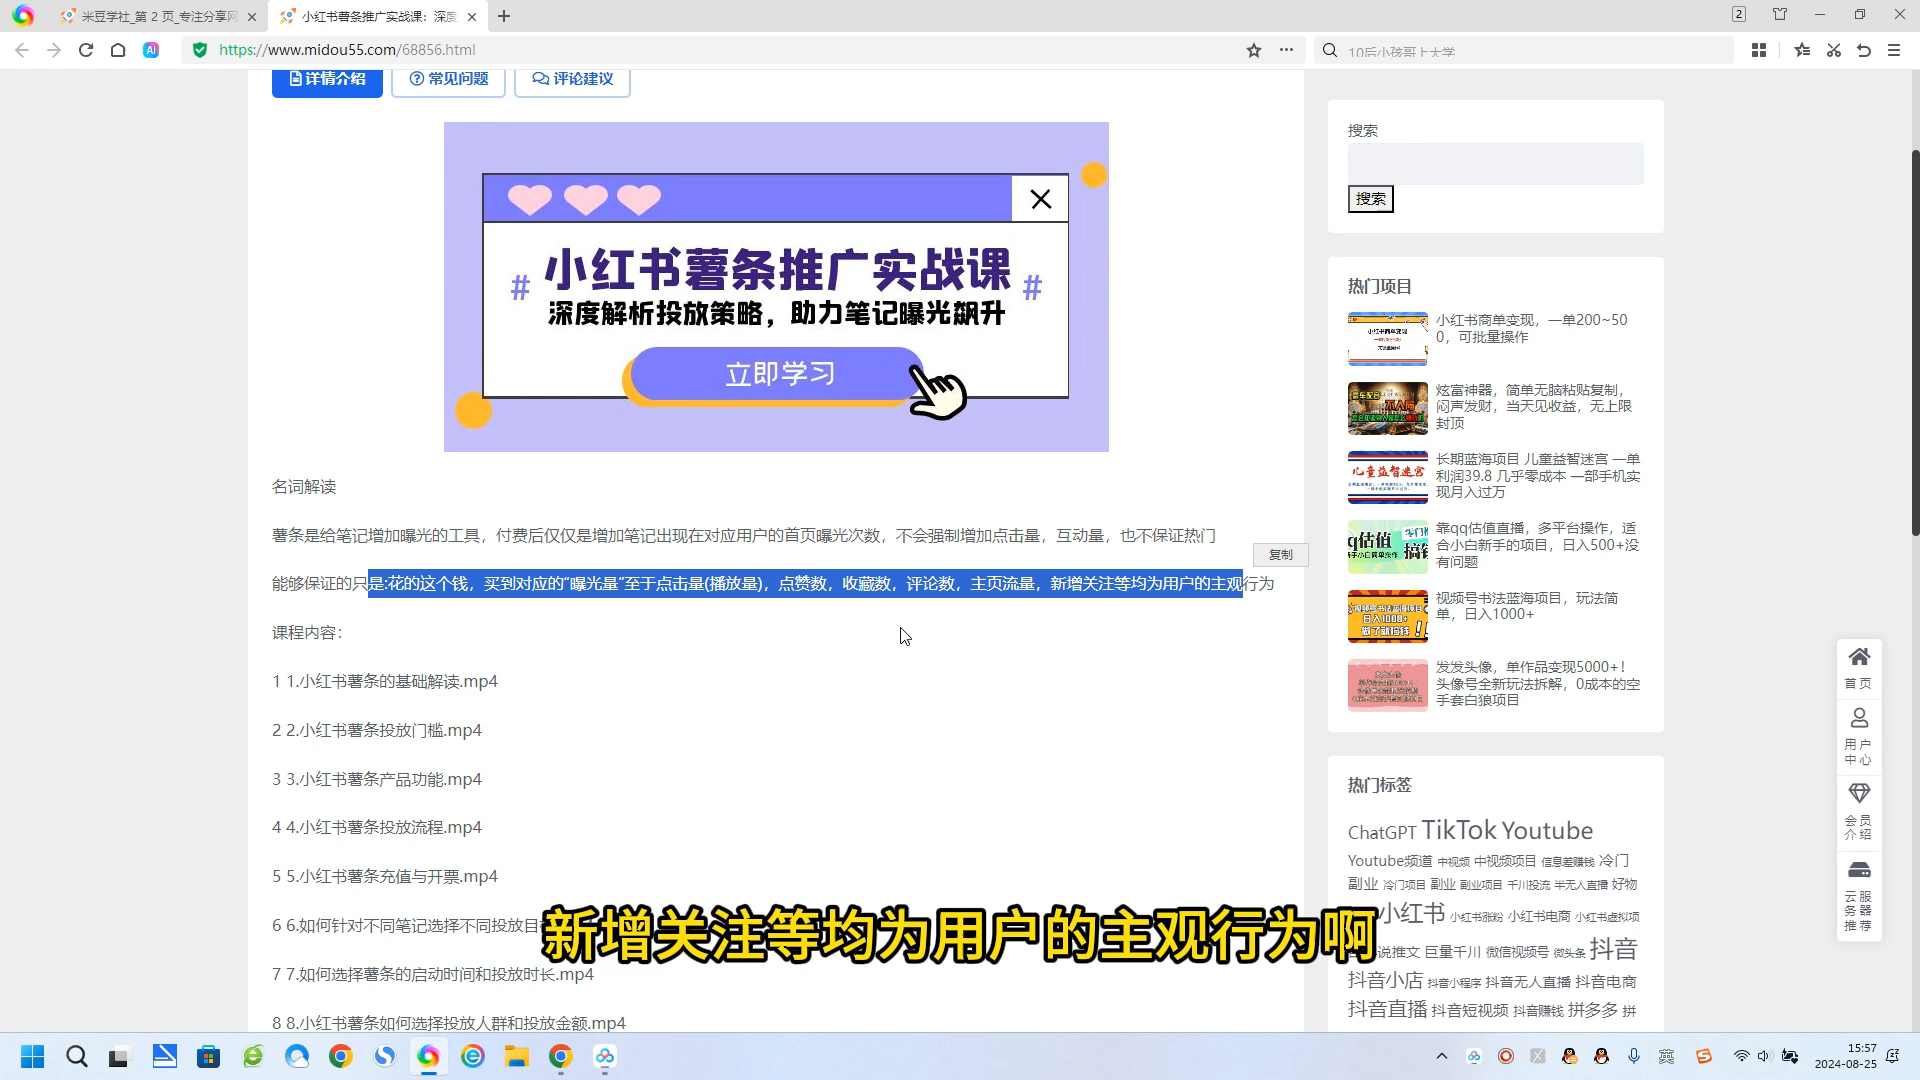 米豆学社_第 2 页_专注分享网
小红书薯条推广实战课：深度
2
AI
https://www.midou55.com/68856.html
10后小孩哥上大学
详情介绍
常见问题
评论建议
# 小红书薯条推广实战课 #
深度解析投放策略，助力笔记曝光飙升
立即学习
名词解读
薯条是给笔记增加曝光的工具，付费后仅仅是增加笔记出现在对应用户的首页曝光次数，不会强制增加点击量，互动量，也不保证热门
复制
能够保证的只是:花的这个钱，买到对应的“曝光量”至于点击量(播放量)，点赞数，收藏数，评论数，主页流量，新增关注等均为用户的主观行为
课程内容：
1 1.小红书薯条的基础解读.mp4
2 2.小红书薯条投放门槛.mp4
3 3.小红书薯条产品功能.mp4
4 4.小红书薯条投放流程.mp4
5 5.小红书薯条充值与开票.mp4
6 6.如何针对不同笔记选择不同投放目
新增关注等均为用户的主观行为啊
7 7.如何选择薯条的启动时间和投放时长.mp4
8 8.小红书薯条如何选择投放人群和投放金额.mp4
搜索
搜索
热门项目
小红书商单变现，一单200~50
0，可批量操作
炫富神器，简单无脑粘贴复制，
闷声发财，当天见收益，无上限
封顶
儿童益智迷宫
长期蓝海项目 儿童益智迷宫 一单
利润39.8 几乎零成本 一部手机实
现月入过万
靠qq估值直播，多平台操作，适
合小白新手的项目，日入500+没
有问题
视频号书法蓝海项目，玩法简
单，日入1000+
发发头像，单作品变现5000+！
头像号全新玩法拆解，0成本的空
手套白狼项目
热门标签
ChatGPT TikTok Youtube
Youtube频道 中视频 中视频项目 信息差赚钱 冷门
副业 冷门项目 副业 副业项目 千川投流 半无人直播 好物
小红书 小红书涨粉 小红书电商 小红书虚拟项
说推文 巨量千川 微信视频号 微头条 抖音
抖音小店 抖音小程序 抖音无人直播 抖音电商
抖音直播 抖音短视频 抖音赚钱 拼多多 拼
首页
用户
中心
会员
介绍
云服
务器
推荐
英
15:57
2024-08-25